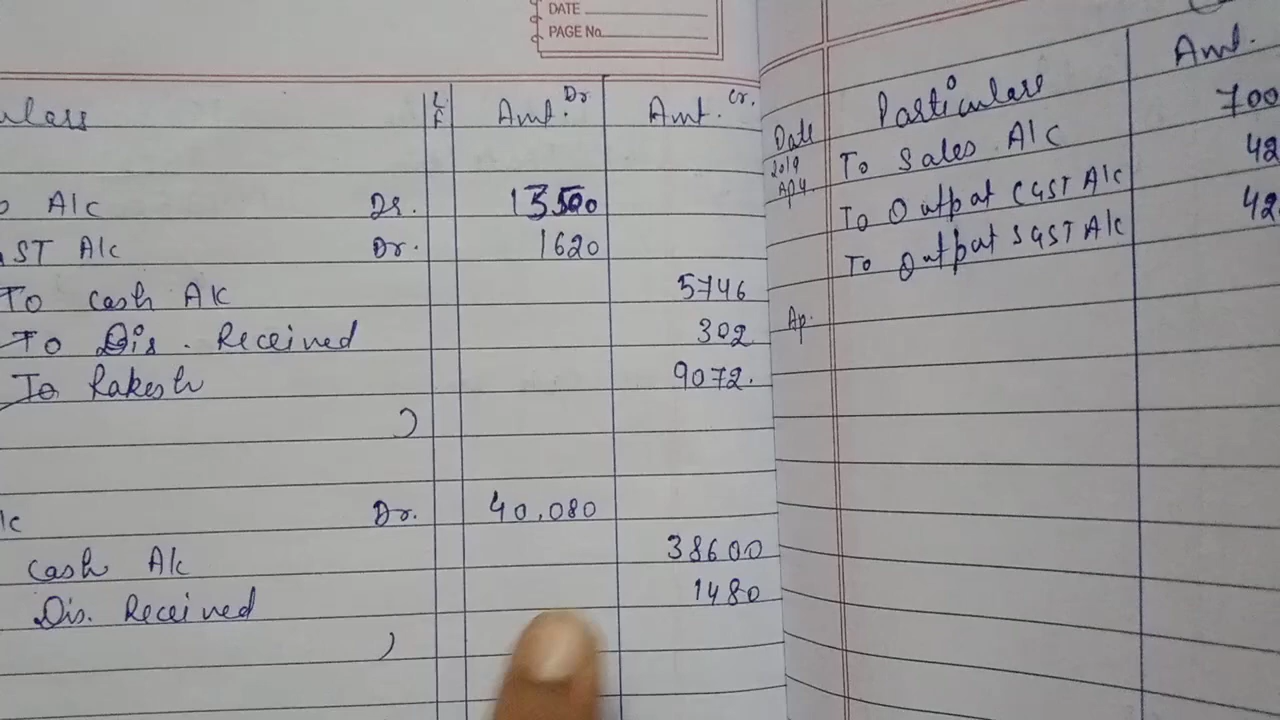 DATE
PAGE No.
ulars L.F Amt. Dr Amt. Cr.
A/c Dr. 13500
ST A/c Dr. 1620
To Cash A/c 5746
To Dis. Received 302
To Rakesh 9072.
)
Dr. 40,080
Cash A/c 38600
Dis. Received 1480
)
Date Particulars Amt.
2019
Apr. To Sales A/c 700
To Output CGST A/c 42
To Output SGST A/c 42
Ap.